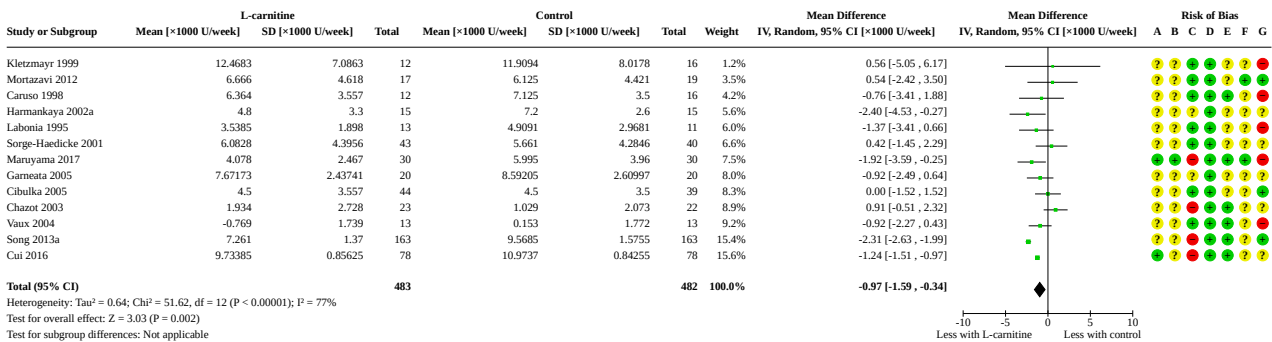 L-carnitine Control Mean Difference Mean Difference Risk of Bias
Study or Subgroup Mean [×1000 U/week] SD [×1000 U/week] Total Mean [×1000 U/week] SD [×1000 U/week] Total Weight IV, Random, 95% CI [×1000 U/week] IV, Random, 95% CI [×1000 U/week] A B C D E F G
Kletzmayr 1999 12.4683 7.0863 12 11.9094 8.0178 16 1.2% 0.56 [-5.05 , 6.17] ? ? + + ? ? −
Mortazavi 2012 6.666 4.618 17 6.125 4.421 19 3.5% 0.54 [-2.42 , 3.50] ? ? + + ? + +
Caruso 1998 6.364 3.557 12 7.125 3.5 16 4.2% -0.76 [-3.41 , 1.88] ? ? + + + ? −
Harmankaya 2002a 4.8 3.3 15 7.2 2.6 15 5.6% -2.40 [-4.53 , -0.27] ? ? ? + ? ? ?
Labonia 1995 3.5385 1.898 13 4.9091 2.9681 11 6.0% -1.37 [-3.41 , 0.66] ? ? + + ? ? −
Sorge-Haedicke 2001 6.0828 4.3956 43 5.661 4.2846 40 6.6% 0.42 [-1.45 , 2.29] ? ? + + ? ? ?
Maruyama 2017 4.078 2.467 30 5.995 3.96 30 7.5% -1.92 [-3.59 , -0.25] + + − + + + −
Garneata 2005 7.67173 2.43741 20 8.59205 2.60997 20 7.9% -0.92 [-2.49 , 0.64] ? ? ? + ? ? ?
Cibulka 2005 4.5 3.557 44 4.5 3.5 39 8.3% 0.00 [-1.52 , 1.52] ? ? + + ? ? +
Chazot 2003 1.934 2.728 23 1.029 2.073 22 8.9% 0.91 [-0.51 , 2.32] ? ? − + + ? ?
Vaux 2004 -0.769 1.739 13 0.153 1.772 13 9.2% -0.92 [-2.27 , 0.43] ? ? + + + ? −
Song 2013a 7.261 1.37 163 9.5685 1.5755 163 15.4% -2.31 [-2.63 , -1.99] ? ? − + + ? +
Cui 2016 9.73385 0.85625 78 10.9737 0.84255 78 15.6% -1.24 [-1.51 , -0.97] + ? − + + ? ?
Total (95% CI) 483 482 100.0% -0.97 [-1.59 , -0.34]
Heterogeneity: Tau² = 0.64; Chi² = 51.62, df = 12 (P < 0.00001); I² = 77%
Test for overall effect: Z = 3.03 (P = 0.002)
Test for subgroup differences: Not applicable
-10 -5 0 5 10
Less with L-carnitine Less with control